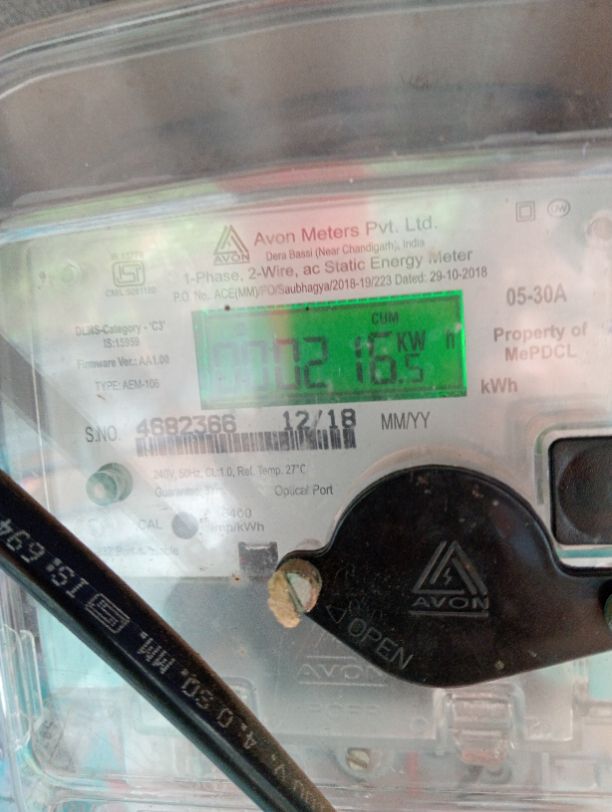 Avon Meters Pvt. Ltd.
AVON
Dera Bassi (Near Chandigarh), India
1-Phase, 2-Wire, ac Static Energy Meter
P.O. No. ACE(MM)/PO/Saubhagya/2018-19/223 Dated: 29-10-2018
05-30A
DLMS-Category - 'C3'
IS:15959
Firmware Ver.: AA1.00
TYPE: AEM-106
CUM
000216.5 KW h
kWh
Property of
MePDCL
S.NO. 4682366 12/18 MM/YY
240V, 50Hz, CL:1.0, Ref. Temp. 27°C
Optical Port
CAL
imp/kWh
AVON
OPEN
AVON
IS: 694
4.0 SQ. MM.